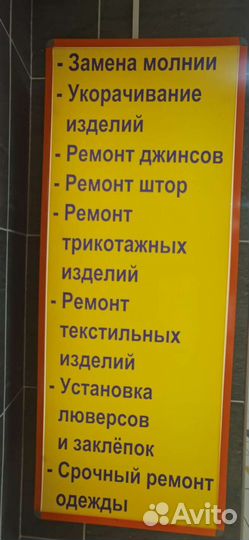 - Замена молнии
- Укорачивание
изделий
- Ремонт джинсов
- Ремонт штор
- Ремонт
трикотажных
изделий
- Ремонт
текстильных
изделий
- Установка
люверсов
и заклёпок
- Срочный ремонт
одежды
Avito